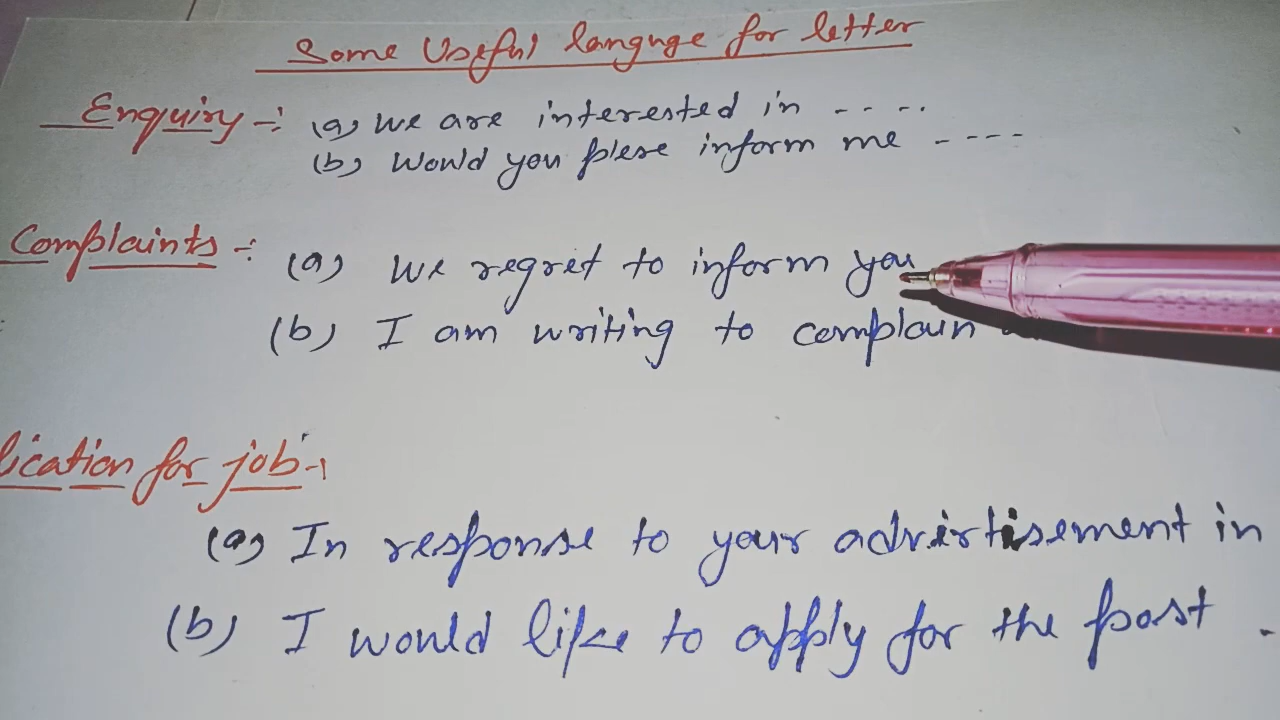 Some Useful langnge for letter
Enquiry -: (a) we are interested in - - - - .
(b) would you plese inform me - - - -
Complaints -: (a) we regret to inform you
(b) I am writing to complain
lication for job -:
(a) In response to your advirtisement in
(b) I would like to apply for the post .